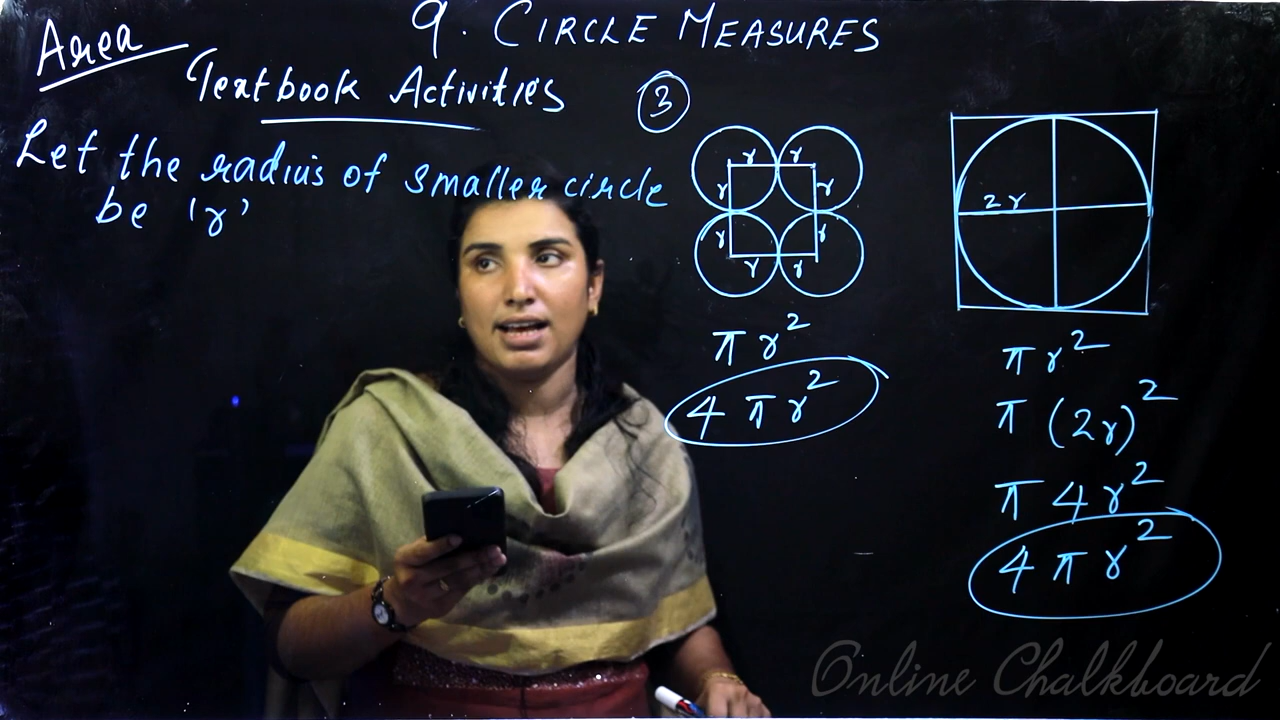 9. CIRCLE MEASURES
Area
Textbook Activities
3
Let the radius of smaller circle
be 'r'
r r
r r
r r
r r
2r
πr²
4πr²
πr²
π(2r)²
π4r²
4πr²
Online Chalkboard